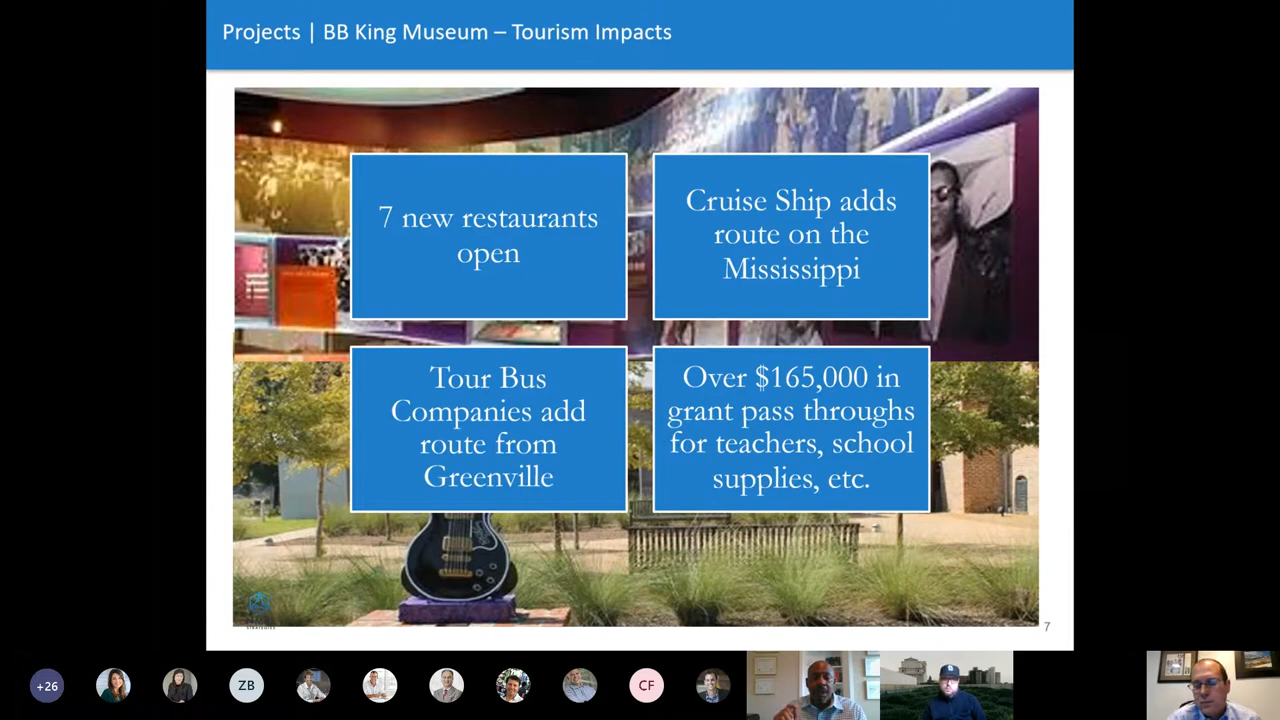 Projects | BB King Museum – Tourism Impacts
7 new restaurants
open
Cruise Ship adds
route on the
Mississippi
Tour Bus
Companies add
route from
Greenville
Over $165,000 in
grant pass throughs
for teachers, school
supplies, etc.
STRATEGIES
7
+26
ZB
CF